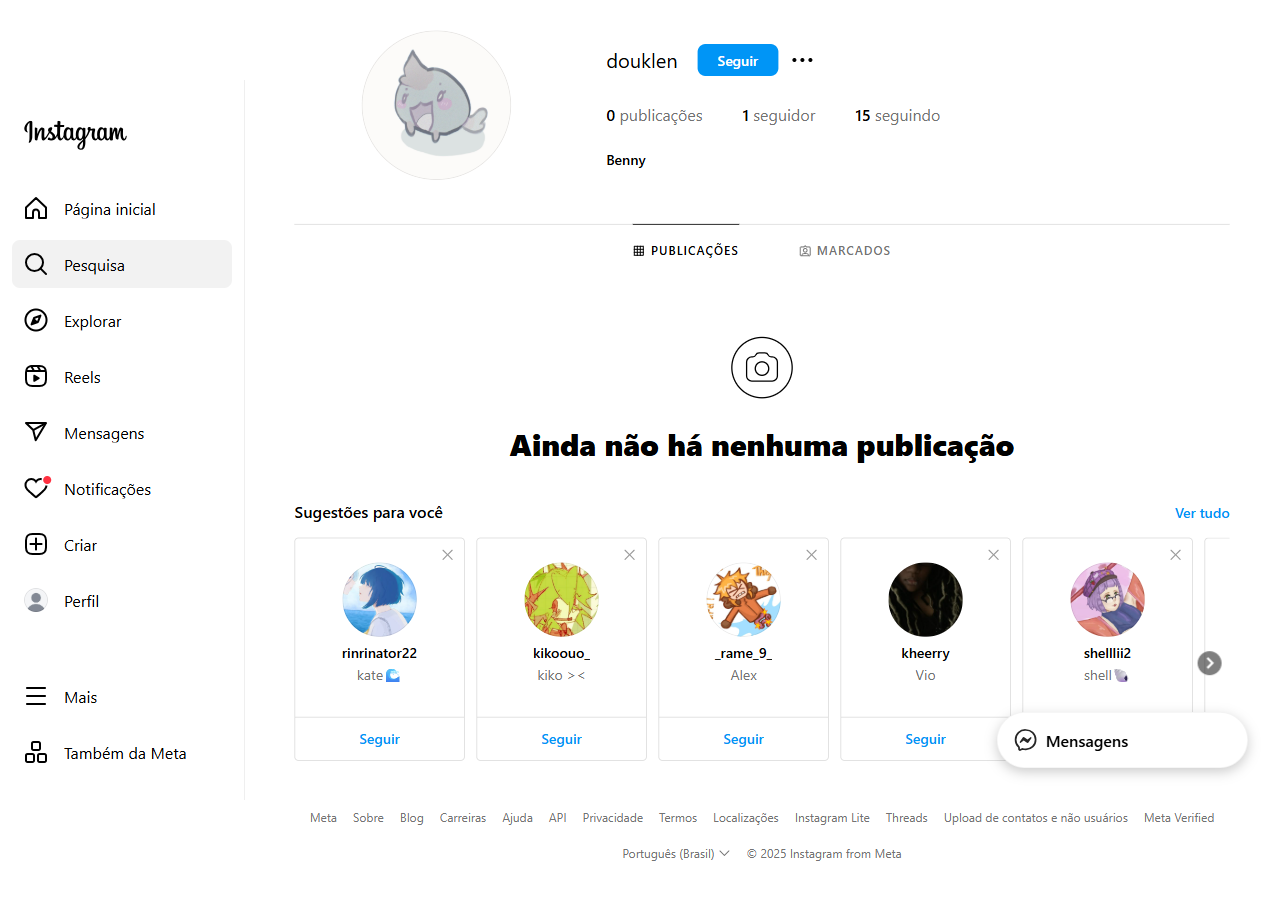 Instagram
Página inicial
Pesquisa
Explorar
Reels
Mensagens
Notificações
Criar
Perfil
Mais
Também da Meta
douklen Seguir
0 publicações 1 seguidor 15 seguindo
Benny
PUBLICAÇÕES MARCADOS
Ainda não há nenhuma publicação
Sugestões para você Ver tudo
rinrinator22 kikoouo_ _rame_9_ kheerry shelllii2
kate🌊 kiko >< Alex Vio shell🐚
Seguir Seguir Seguir Seguir
Mensagens
Meta Sobre Blog Carreiras Ajuda API Privacidade Termos Localizações Instagram Lite Threads Upload de contatos e não usuários Meta Verified
Português (Brasil) © 2025 Instagram from Meta